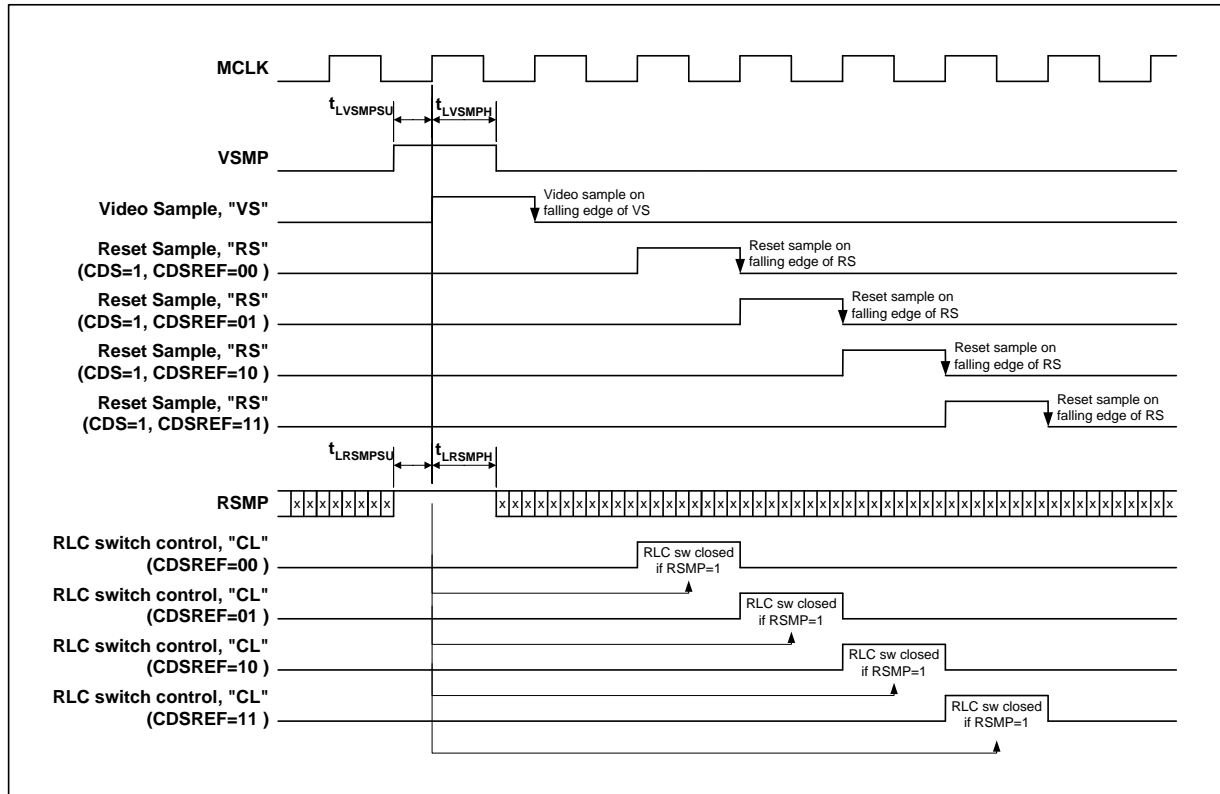 MCLK
tLVSMPSU tLVSMPH
VSMP
Video Sample, "VS"
Video sample on
falling edge of VS
Reset Sample, "RS"
(CDS=1, CDSREF=00 )
Reset sample on
falling edge of RS
Reset Sample, "RS"
(CDS=1, CDSREF=01 )
Reset sample on
falling edge of RS
Reset Sample, "RS"
(CDS=1, CDSREF=10 )
Reset sample on
falling edge of RS
Reset Sample, "RS"
(CDS=1, CDSREF=11)
Reset sample on
falling edge of RS
tLRSMPSU tLRSMPH
RSMP
x x x x x x x x x x x x x x x x x x x x x x x x x x x x x x x x x x x x x x x x x x x x x x x x x x x x x x x x x x x x x
RLC switch control, "CL"
(CDSREF=00 )
RLC sw closed
if RSMP=1
RLC switch control, "CL"
(CDSREF=01 )
RLC sw closed
if RSMP=1
RLC switch control, "CL"
(CDSREF=10 )
RLC sw closed
if RSMP=1
RLC switch control, "CL"
(CDSREF=11 )
RLC sw closed
if RSMP=1